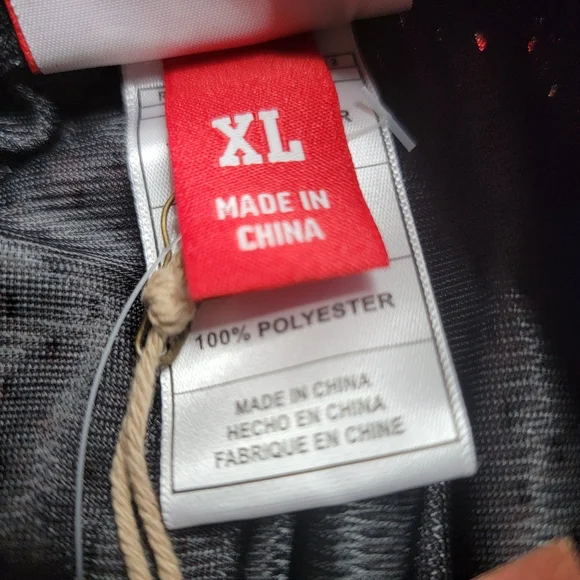 XL
MADE IN
CHINA
100% POLYESTER
MADE IN CHINA
HECHO EN CHINA
FABRIQUE EN CHINE